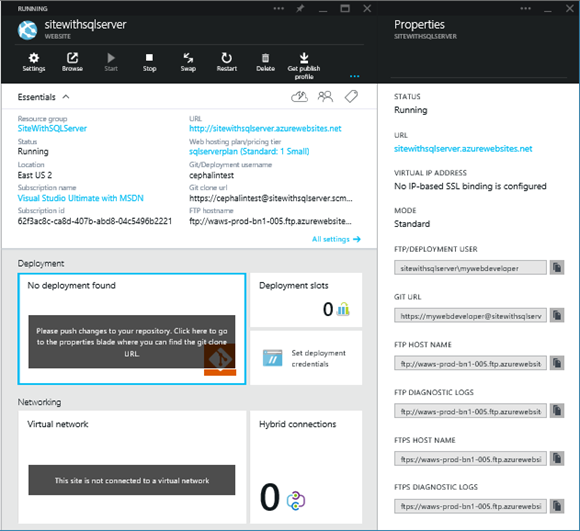 RUNNING
sitewithsqlserver
WEBSITE
Settings
Browse
Start
Stop
Swap
Restart
Delete
Get publish
profile
Essentials
Resource group
SiteWithSQLServer
Status
Running
Location
East US 2
Subscription name
Visual Studio Ultimate with MSDN
Subscription id
62f3ac8c-ca8d-407b-abd8-04c5496b2221
URL
http://sitewithsqlserver.azurewebsites.net
Web hosting plan/pricing tier
sqlserverplan (Standard: 1 Small)
Git/Deployment username
cephalintest
Git clone url
https://cephalintest@sitewithsqlserver.scm...
FTP hostname
ftp://waws-prod-bn1-005.ftp.azurewebsite...
All settings
Deployment
No deployment found
Please push changes to your repository. Click here to go
to the properties blade where you can find the git clone
URL.
Deployment slots
0
Set deployment
credentials
Networking
Virtual network
This site is not connected to a virtual network
Hybrid connections
0
Properties
SITEWITHSQLSERVER
STATUS
Running
URL
sitewithsqlserver.azurewebsites.net
VIRTUAL IP ADDRESS
No IP-based SSL binding is configured
MODE
Standard
FTP/DEPLOYMENT USER
sitewithsqlserver\mywebdeveloper
GIT URL
https://mywebdeveloper@sitewithsqlserv
FTP HOST NAME
ftp://waws-prod-bn1-005.ftp.azurewebsit
FTP DIAGNOSTIC LOGS
ftp://waws-prod-bn1-005.ftp.azurewebsit
FTPS HOST NAME
ftps://waws-prod-bn1-005.ftp.azurewebsi
FTPS DIAGNOSTIC LOGS
ftps://waws-prod-bn1-005.ftp.azurewebsi